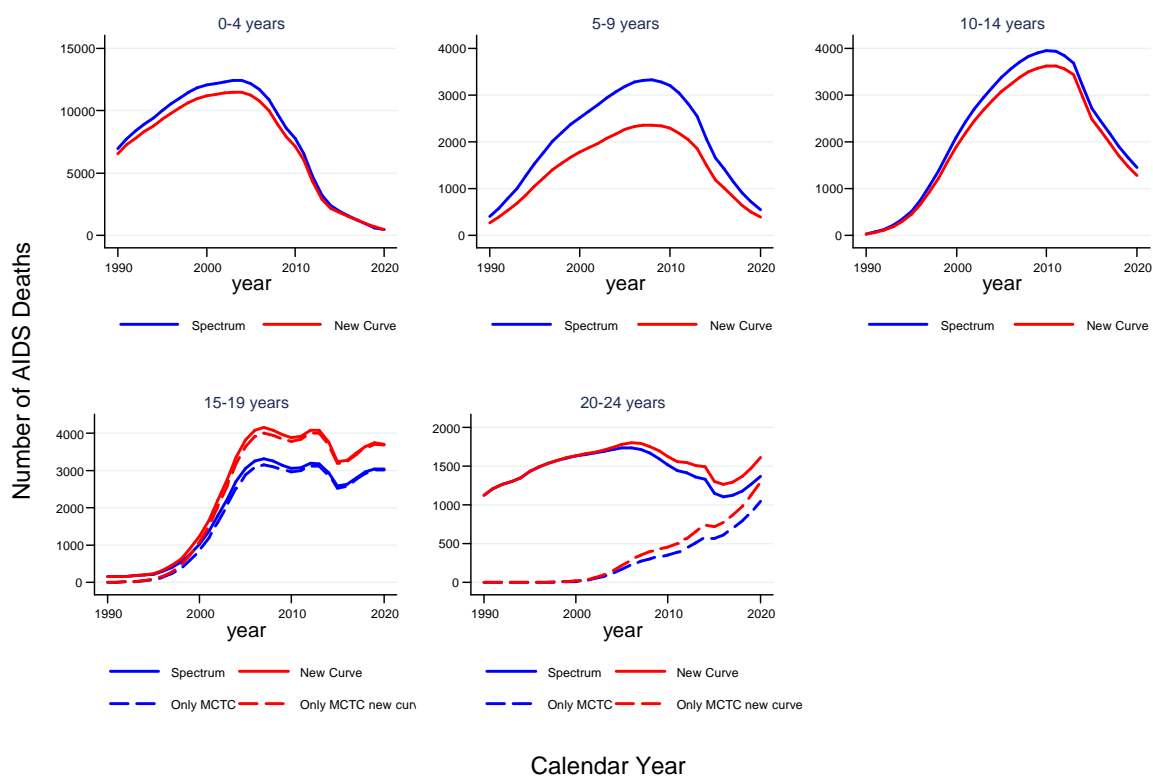 Number of AIDS Deaths
0-4 years
15000
10000
5000
0
1990 2000 2010 2020
year
Spectrum New Curve
5-9 years
4000
3000
2000
1000
0
1990 2000 2010 2020
year
Spectrum New Curve
10-14 years
4000
3000
2000
1000
0
1990 2000 2010 2020
year
Spectrum New Curve
15-19 years
4000
3000
2000
1000
0
1990 2000 2010 2020
year
Spectrum New Curve
Only MCTC Only MCTC new curv
20-24 years
2000
1500
1000
500
0
1990 2000 2010 2020
year
Spectrum New Curve
Only MCTC Only MCTC new curve
Calendar Year